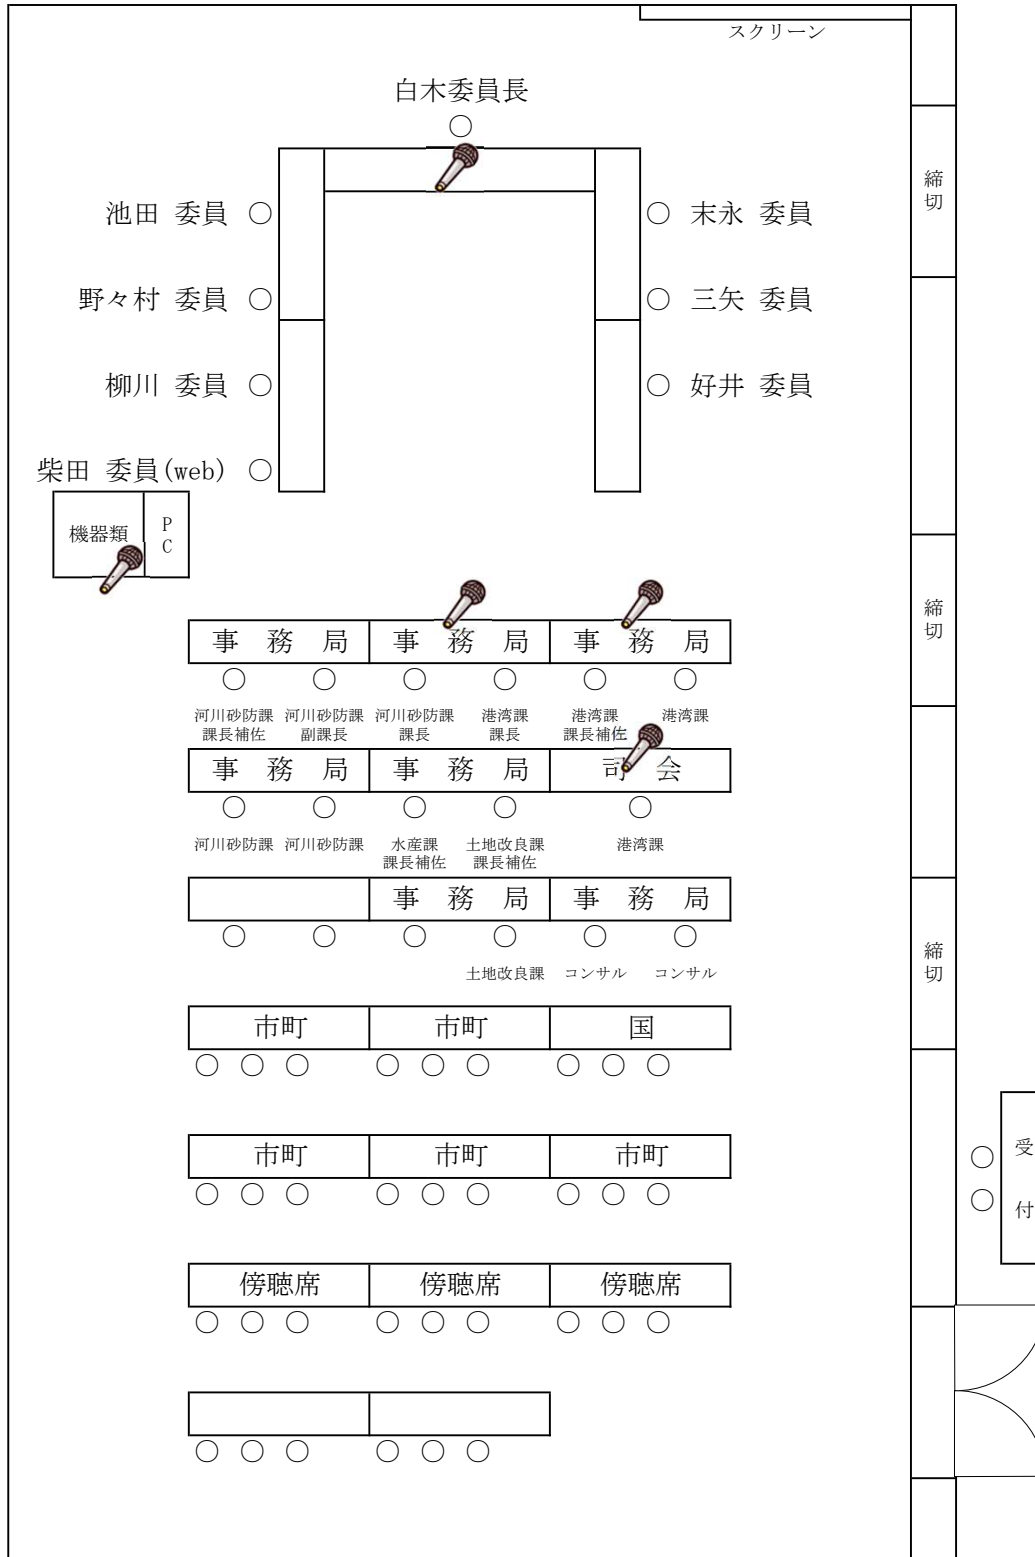 スクリーン
白木委員長
池田 委員
末永 委員
野々村 委員
三矢 委員
柳川 委員
好井 委員
柴田 委員(web)
機器類
PC
締切
締切
締切
事 務 局
事 務 局
事 務 局
河川砂防課
課長補佐
河川砂防課
副課長
河川砂防課
課長
港湾課
課長
港湾課
課長補佐
港湾課
事 務 局
事 務 局
司 会
河川砂防課
河川砂防課
水産課
課長補佐
土地改良課
課長補佐
港湾課
事 務 局
事 務 局
土地改良課
コンサル
コンサル
市町
市町
国
市町
市町
市町
受付
傍聴席
傍聴席
傍聴席